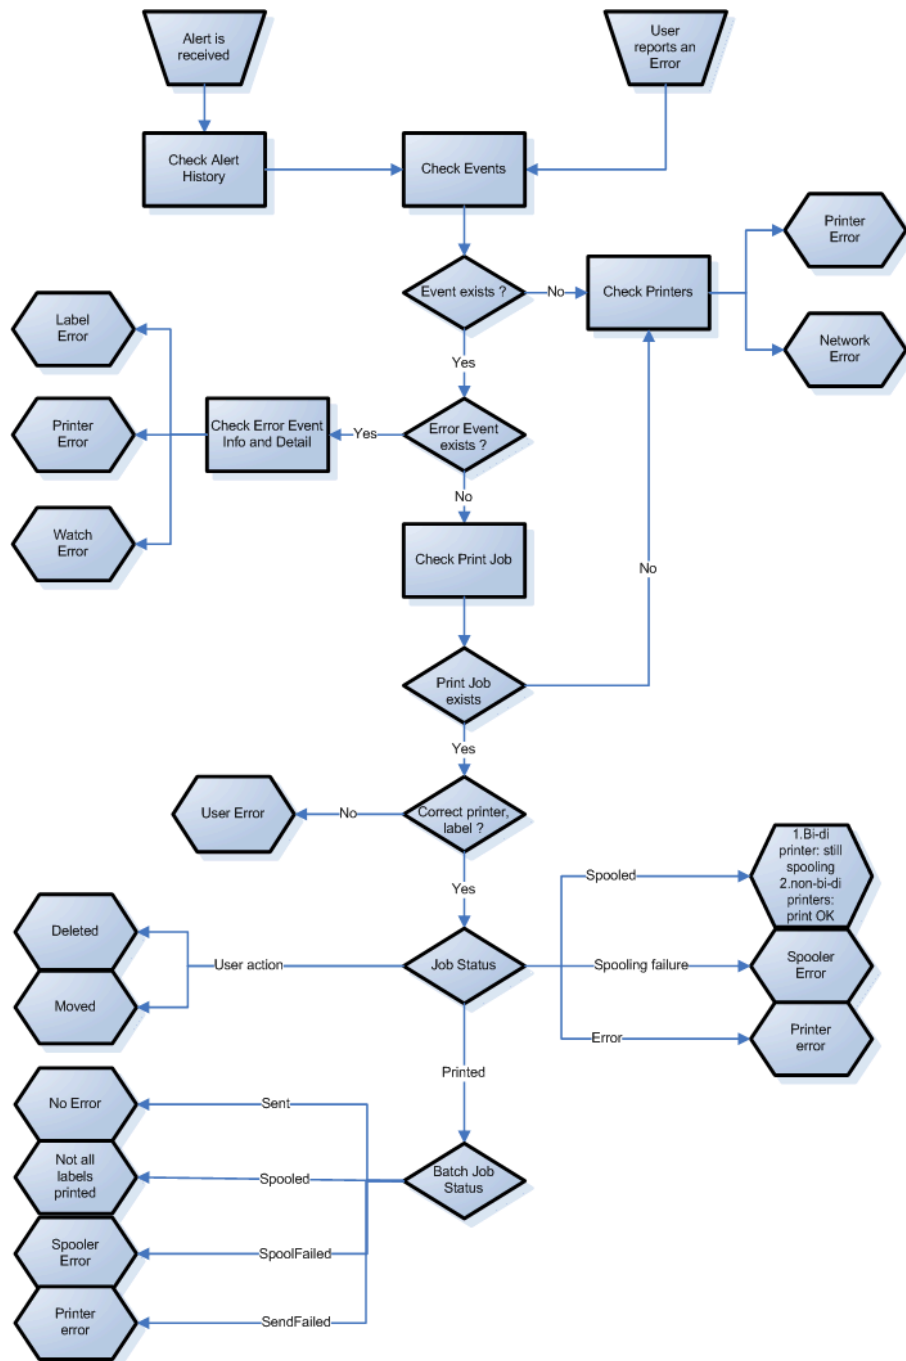 Alert is
received
User
reports an
Error
Check Alert
History
Check Events
Printer
Error
Event exists ?
No
Check Printers
Label
Error
Network
Error
Yes
Printer
Error
Check Error Event
Info and Detail
Yes
Error Event
exists ?
No
Watch
Error
Check Print Job
No
Print Job
exists
Yes
User Error
No
Correct printer,
label ?
1.Bi-di
printer: still
spooling
2.non-bi-di
printers:
print OK
Spooled
Yes
Deleted
User action
Job Status
Spooling failure
Spooler
Error
Moved
Error
Printer
error
Printed
No Error
Sent
Not all
labels
printed
Spooled
Batch Job
Status
Spooler
Error
SpoolFailed
Printer
error
SendFailed